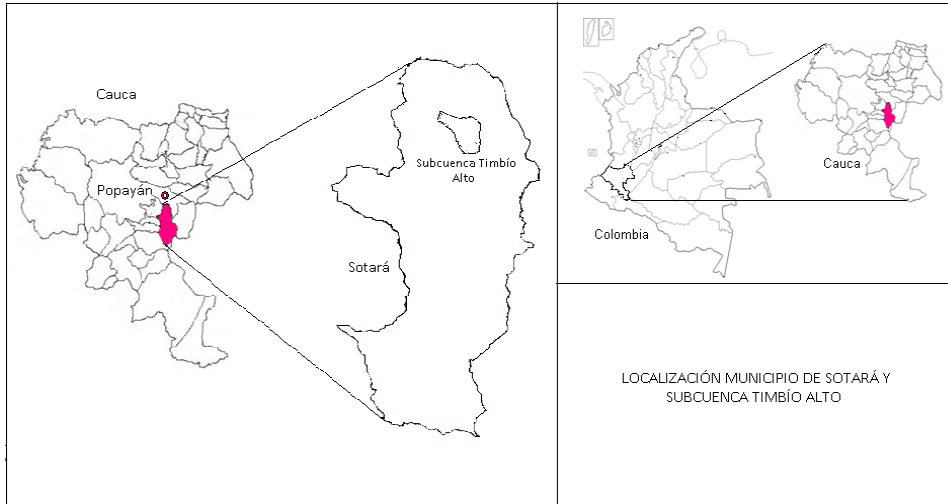 Cauca
Popayán
Subcuenca Timbío
Alto
Sotará
Cauca
Colombia
LOCALIZACIÓN MUNICIPIO DE SOTARÁ Y
SUBCUENCA TIMBÍO ALTO